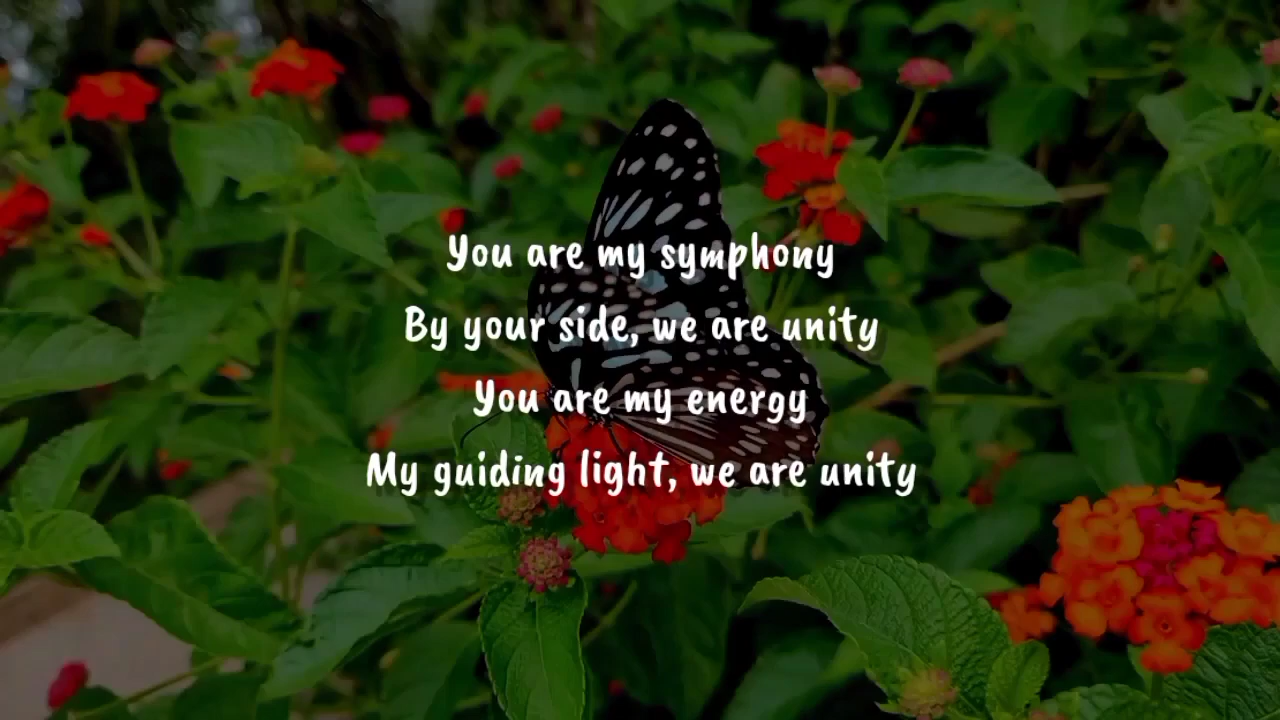 You are my symphony
By your side, we are unity
You are my energy
My guiding light, we are unity